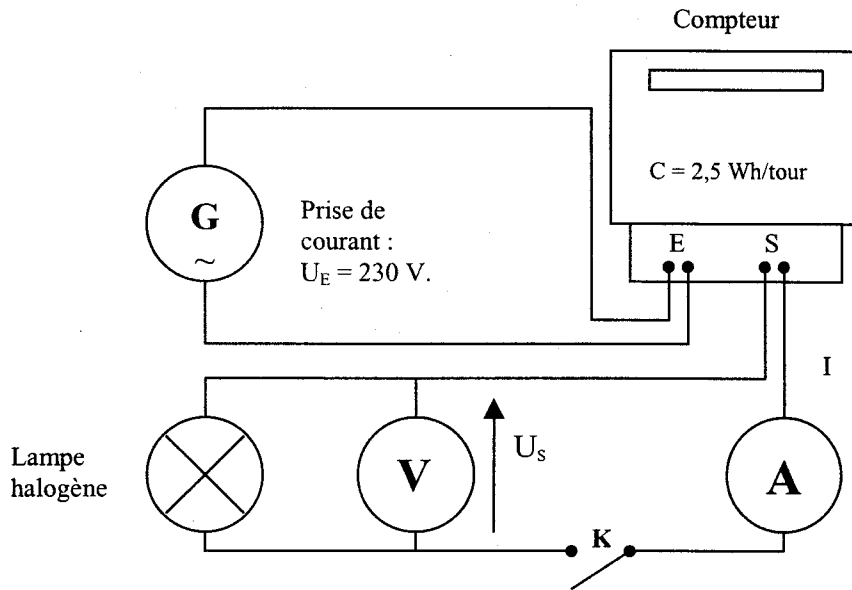 Compteur
C = 2,5 Wh/tour
G
~
Prise de
courant :
U_E = 230 V.
E
S
I
Lampe
halogène
V
U_S
K
A